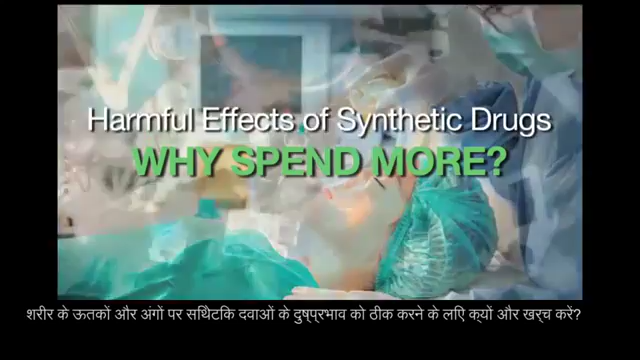 Harmful Effects of Synthetic Drugs
WHY SPEND MORE?
शरीर के ऊतकों और अंगों पर सिंथेटिक दवाओं के दुष्प्रभाव को ठीक करने के लिए क्यों और खर्च करें?